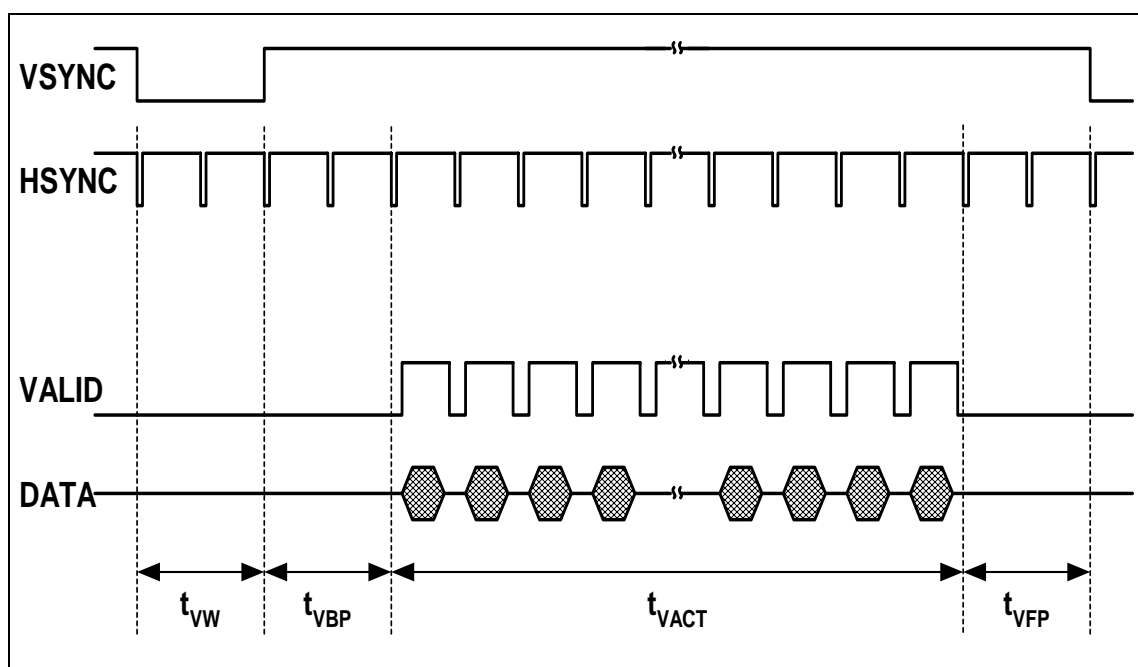 VSYNC
HSYNC
VALID
DATA
tVW tVBP tVACT tVFP